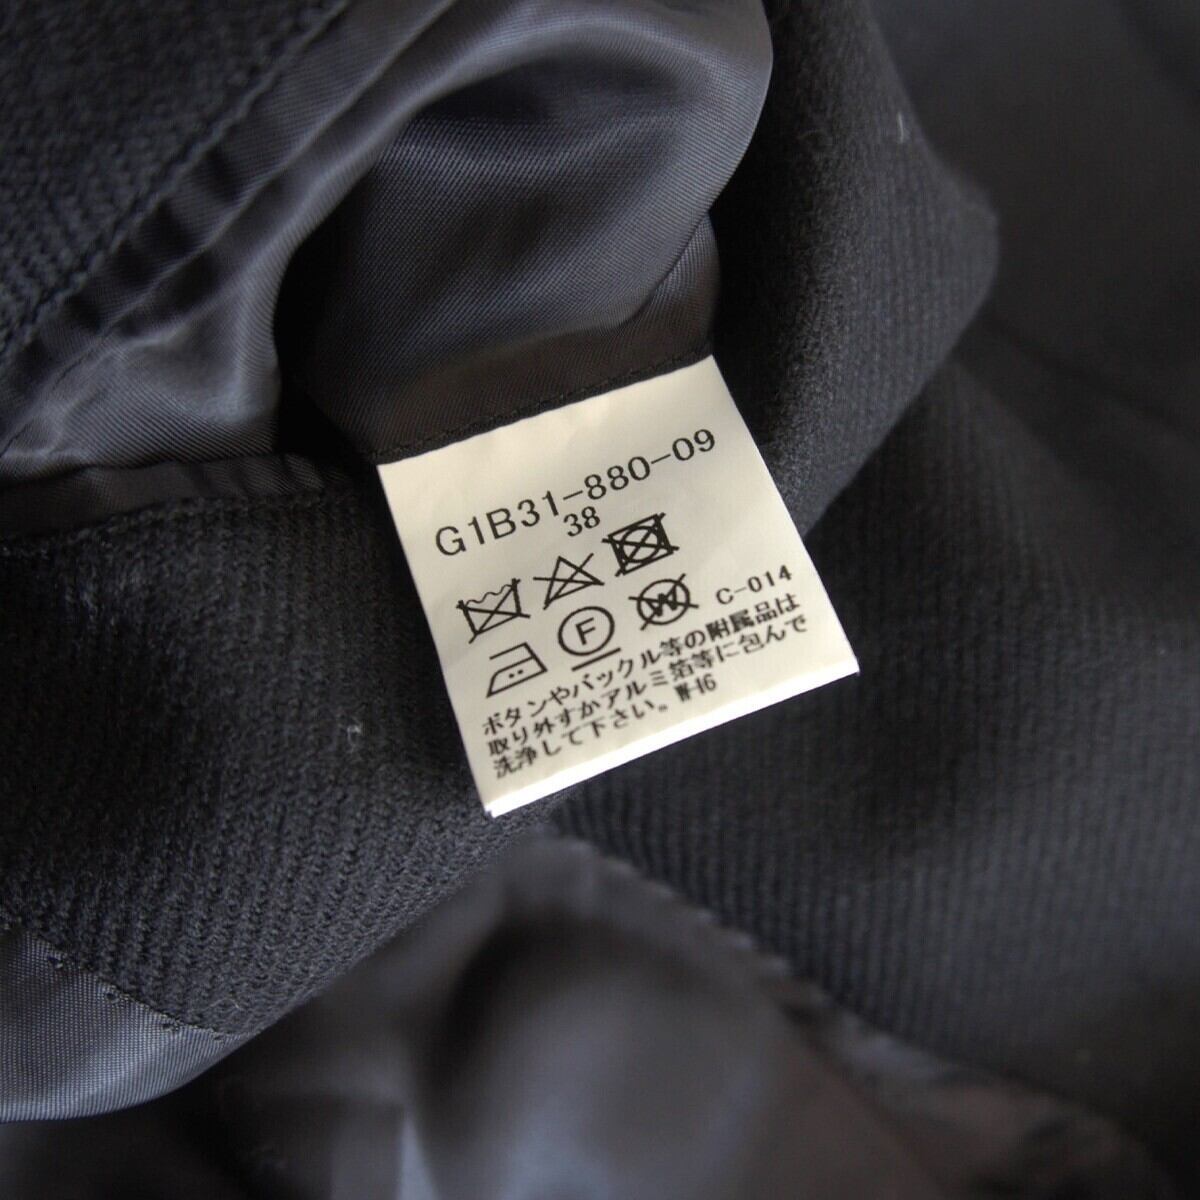 G1B31-880-09
38
F W C-014
ボタンやバックル等の附属品は
取り外すかアルミ箔等に包んで
洗浄して下さい。W-16